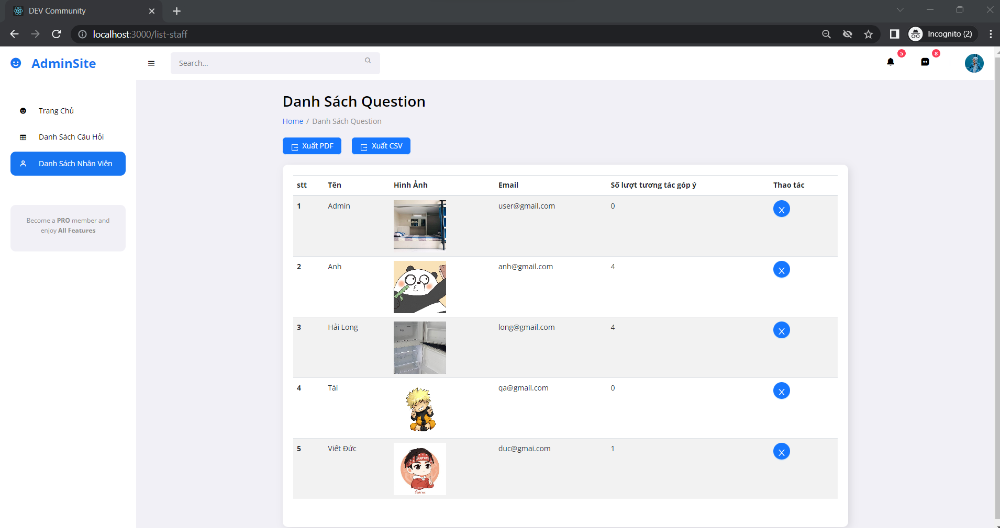 DEV Community
localhost:3000/list-staff
Incognito (2)
AdminSite
Search...
5
8
Trang Chủ
Danh Sách Câu Hỏi
Danh Sách Nhân Viên
Become a PRO member and
enjoy All Features
Danh Sách Question
Home / Danh Sách Question
Xuất PDF
Xuất CSV
stt Tên Hình Ảnh Email Số lượt tương tác góp ý Thao tác
1 Admin user@gmail.com 0 X
2 Anh anh@gmail.com 4 X
3 Hải Long long@gmail.com 4 X
4 Tài qa@gmail.com 0 X
5 Viết Đức duc@gmai.com 1 X
Supreme